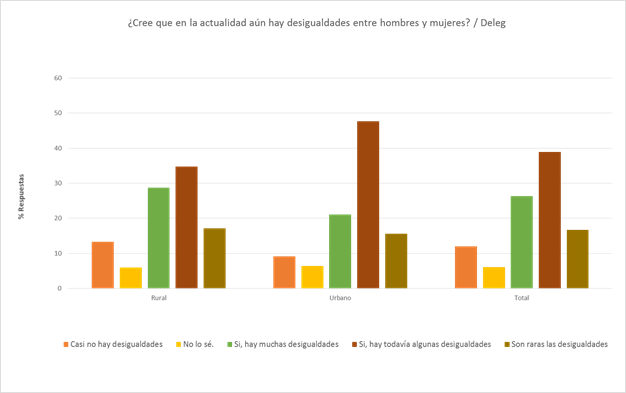 ¿Cree que en la actualidad aún hay desigualdades entre hombres y mujeres? / Deleg
60
50
40
30
20
10
0
% Respuestas
Rural Urbano Total
Casi no hay desigualdades No lo sé. Si, hay muchas desigualdades Si, hay todavía algunas desigualdades Son raras las desigualdades